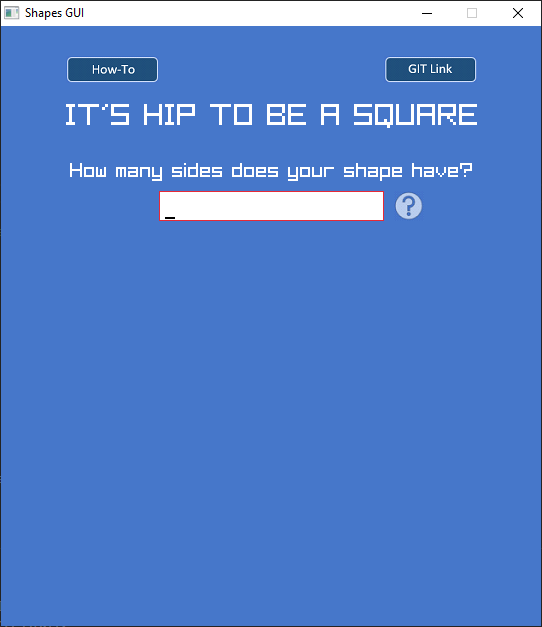 Shapes GUI
How-To
GIT Link
IT'S HIP TO BE A SQUARE
How many sides does your shape have?
_
?